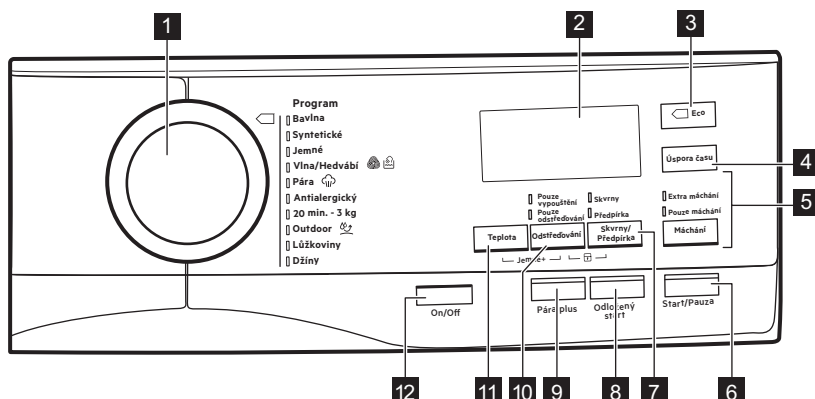 1
2
3
Program
Bavlna
Syntetické
Jemné
Vlna/Hedvábí
Pára
Antialergický
20 min. - 3 kg
Outdoor
Lůžkoviny
Džíny
Eco
Úspora času
4
5
Pouze vypouštění
Pouze odstřeďování
Skvrny
Předpírka
Extra máchání
Pouze máchání
Teplota
Odstřeďování
Skvrny/
Předpírka
Máchání
Jemné+
On/Off
Pára plus
Odložený
start
Start/Pauza
12
11
10
9
8
7
6